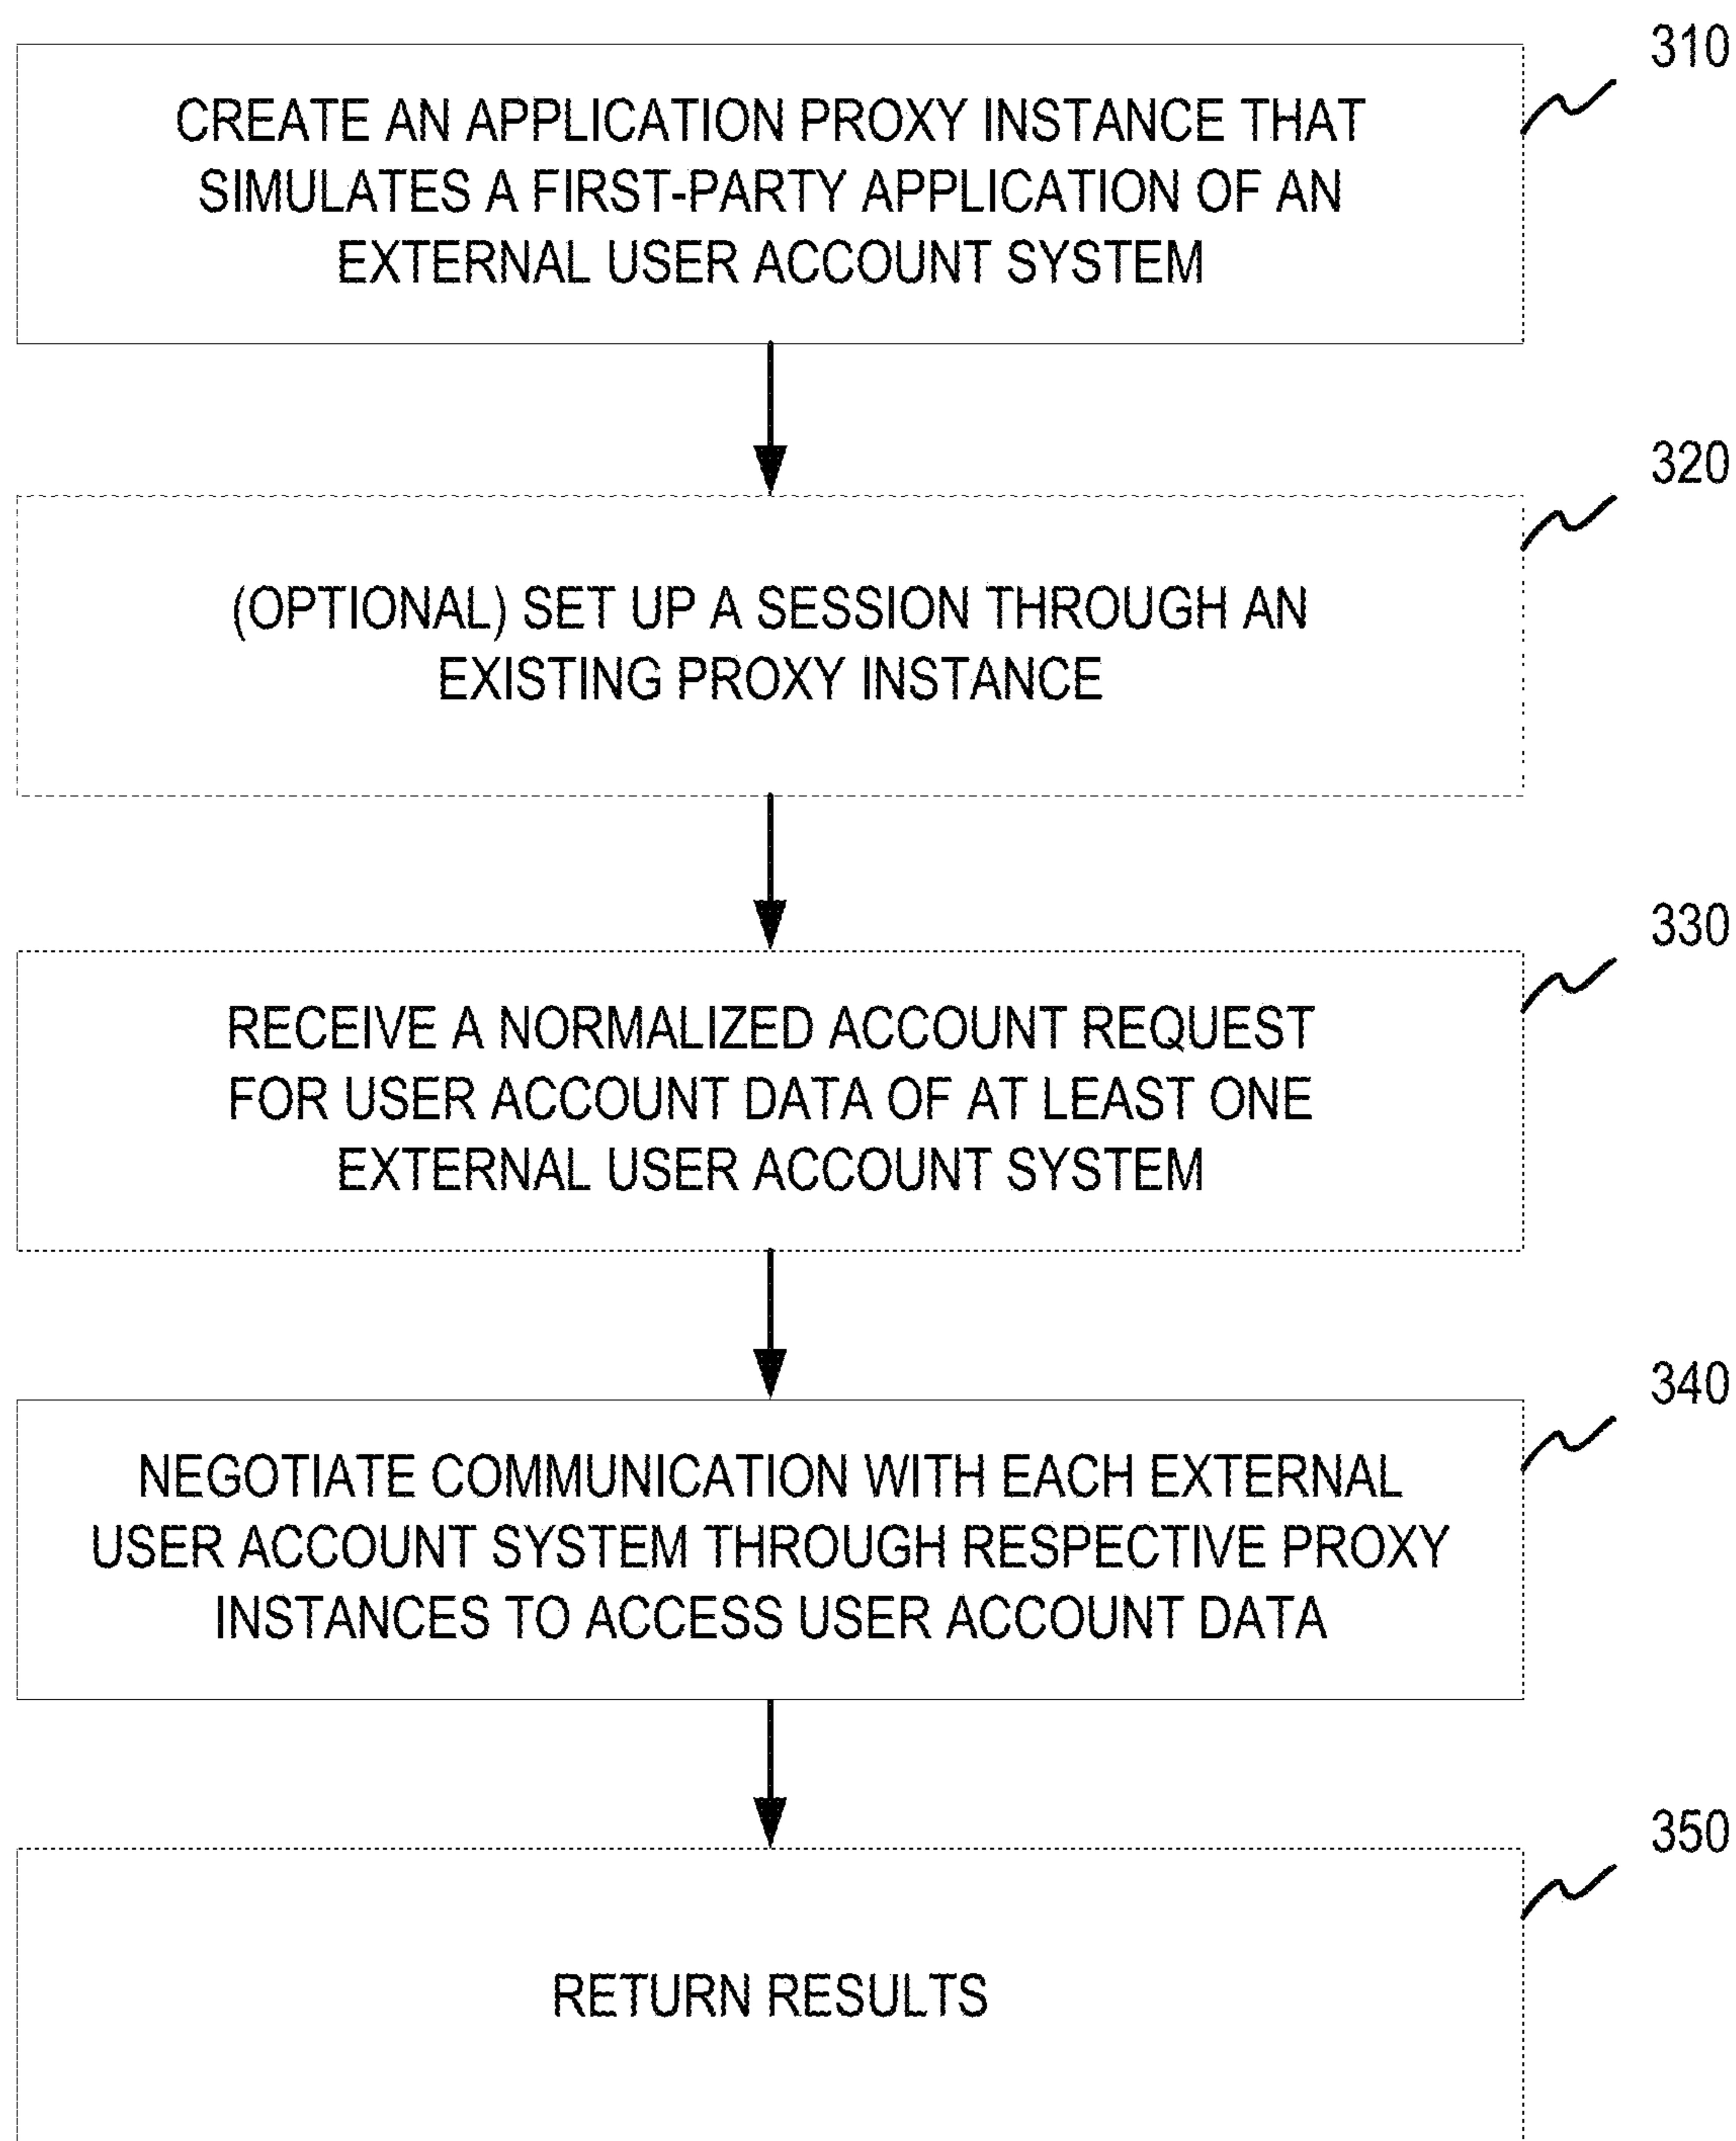 310
CREATE AN APPLICATION PROXY INSTANCE THAT
SIMULATES A FIRST-PARTY APPLICATION OF AN
EXTERNAL USER ACCOUNT SYSTEM
320
(OPTIONAL) SET UP A SESSION THROUGH AN
EXISTING PROXY INSTANCE
330
RECEIVE A NORMALIZED ACCOUNT REQUEST
FOR USER ACCOUNT DATA OF AT LEAST ONE
EXTERNAL USER ACCOUNT SYSTEM
340
NEGOTIATE COMMUNICATION WITH EACH EXTERNAL
USER ACCOUNT SYSTEM THROUGH RESPECTIVE PROXY
INSTANCES TO ACCESS USER ACCOUNT DATA
350
RETURN RESULTS